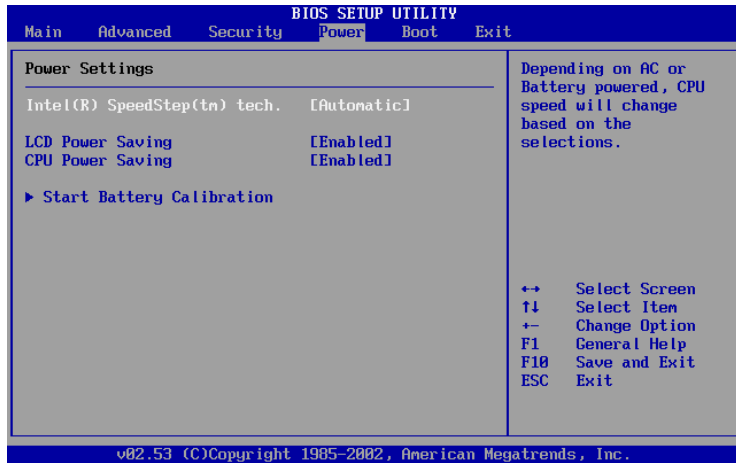 BIOS SETUP UTILITY
Main Advanced Security Power Boot Exit
Power Settings
Intel(R) SpeedStep(tm) tech. [Automatic]
LCD Power Saving [Enabled]
CPU Power Saving [Enabled]
▶ Start Battery Calibration
Depending on AC or
Battery powered, CPU
speed will change
based on the
selections.
←→ Select Screen
↑↓ Select Item
+- Change Option
F1 General Help
F10 Save and Exit
ESC Exit
v02.53 (C)Copyright 1985-2002, American Megatrends, Inc.